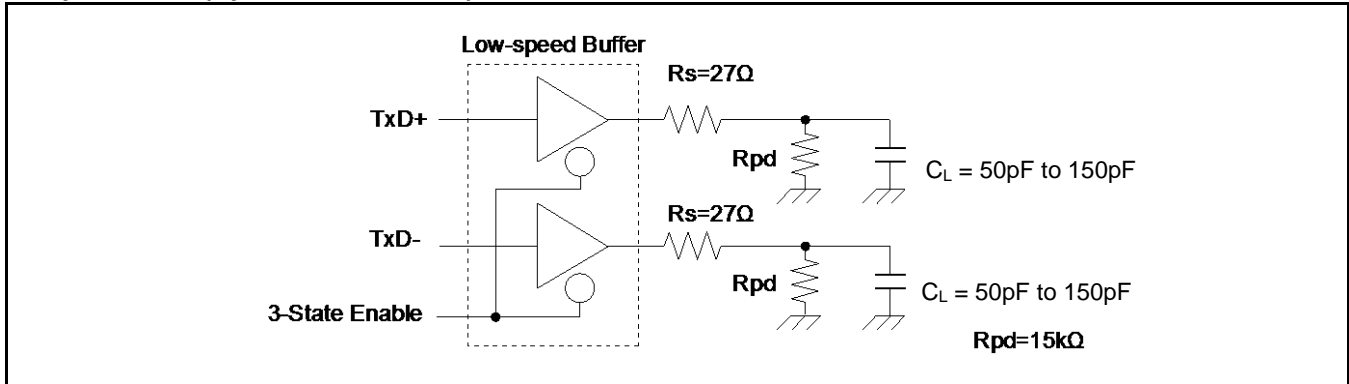 Low-speed Buffer
Rs=27Ω
TxD+
Rpd
CL = 50pF to 150pF
Rs=27Ω
TxD-
Rpd
CL = 50pF to 150pF
3-State Enable
Rpd=15kΩ